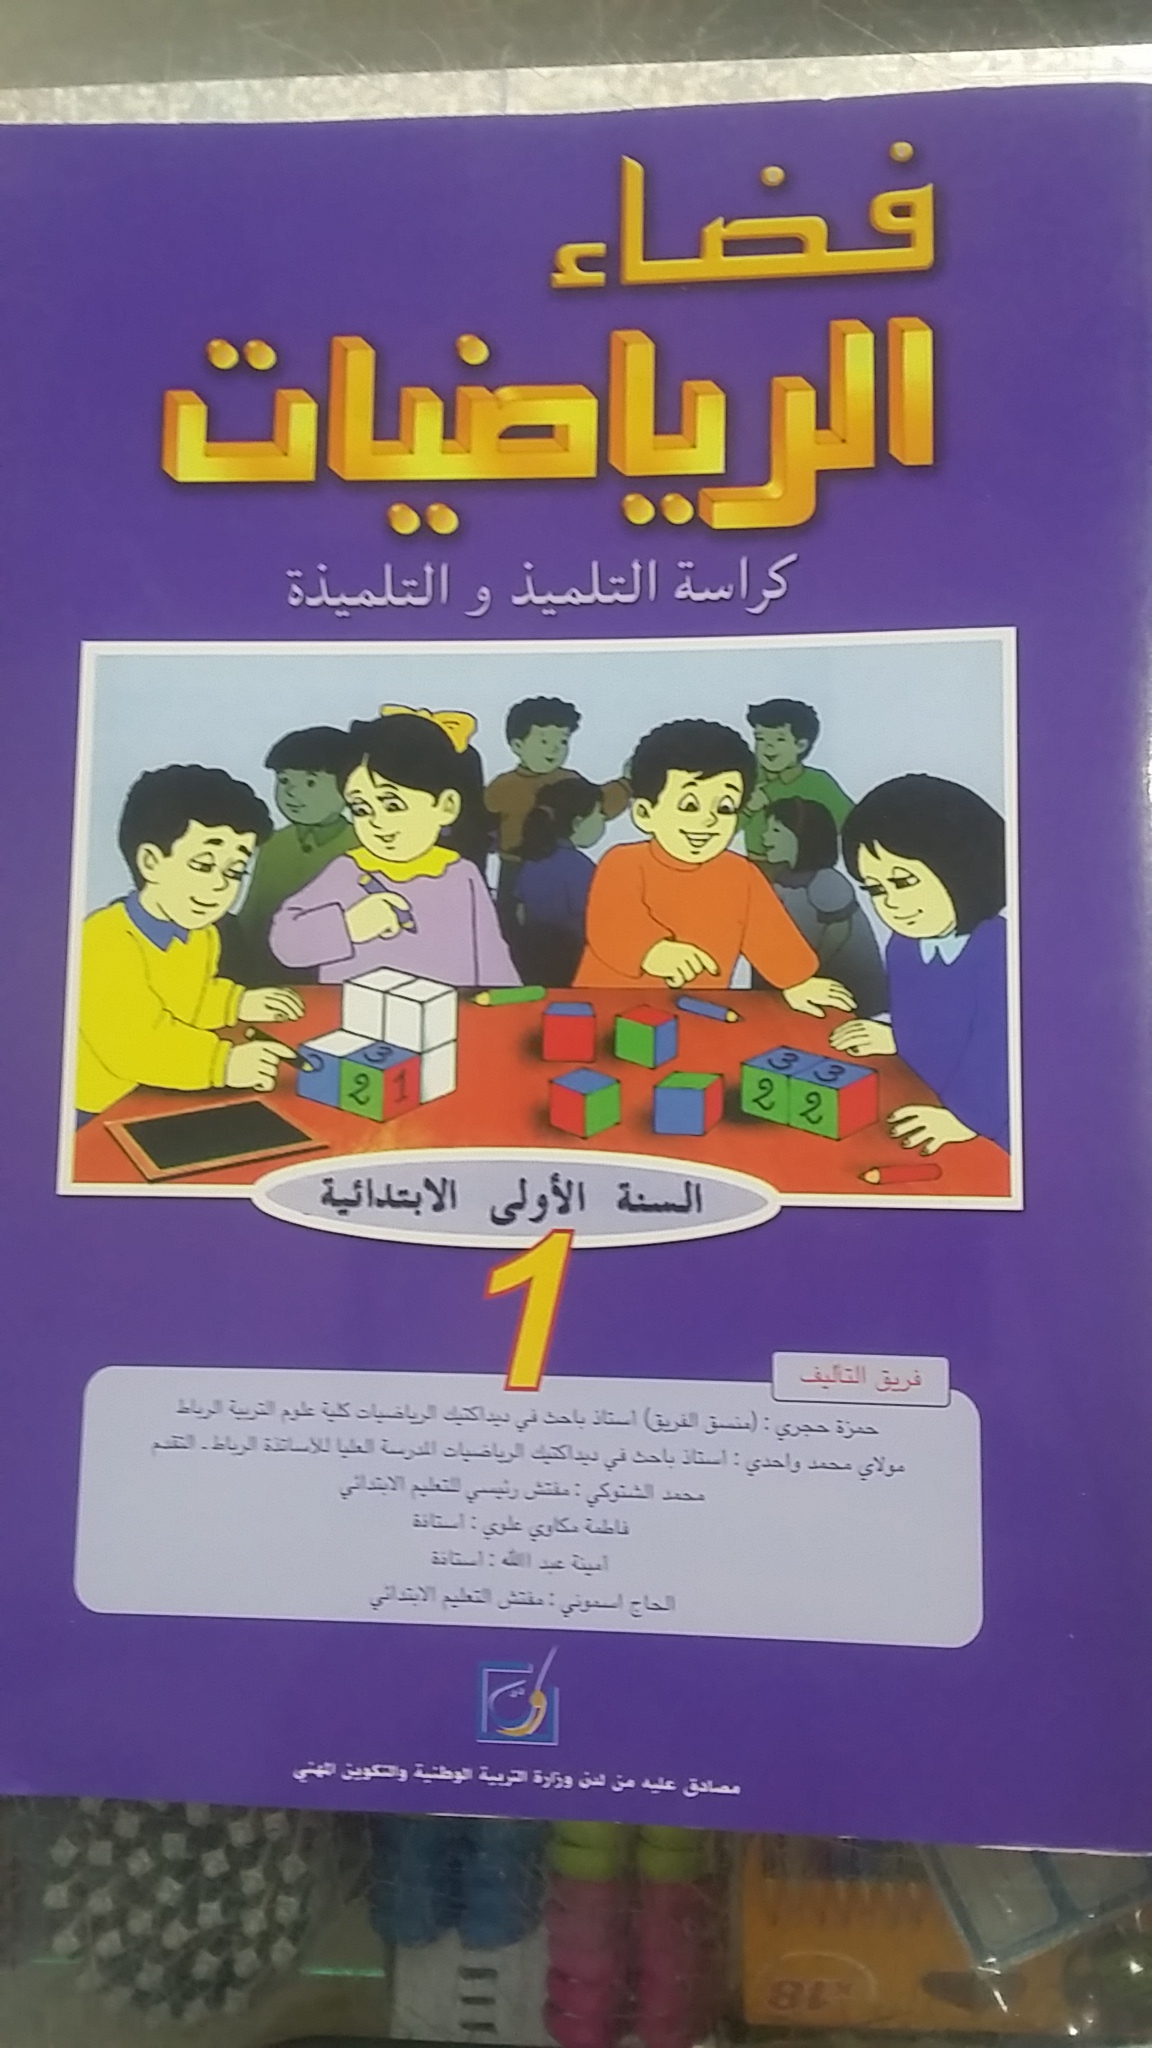 فضاء
الرياضيات
كراسة التلميذ و التلميذة
3
2 1
3 3
2 2
السنة الأولى الابتدائية
1
فريق التأليف
حمزة حجري : (منسق الفريق) أستاذ باحث في ديداكتيك الرياضيات كلية علوم التربية الرباط
مولاي محمد واحدي : أستاذ باحث في ديداكتيك الرياضيات المدرسة العليا للأساتذة الرباط - التقدم
محمد الشتوكي : مفتش رئيسي للتعليم الابتدائي
فاطمة مكاوي علوي : أستاذة
أمينة عبد الله : أستاذة
الحاج اسموني : مفتش التعليم الابتدائي
مصادق عليه من لدن وزارة التربية الوطنية والتكوين المهني